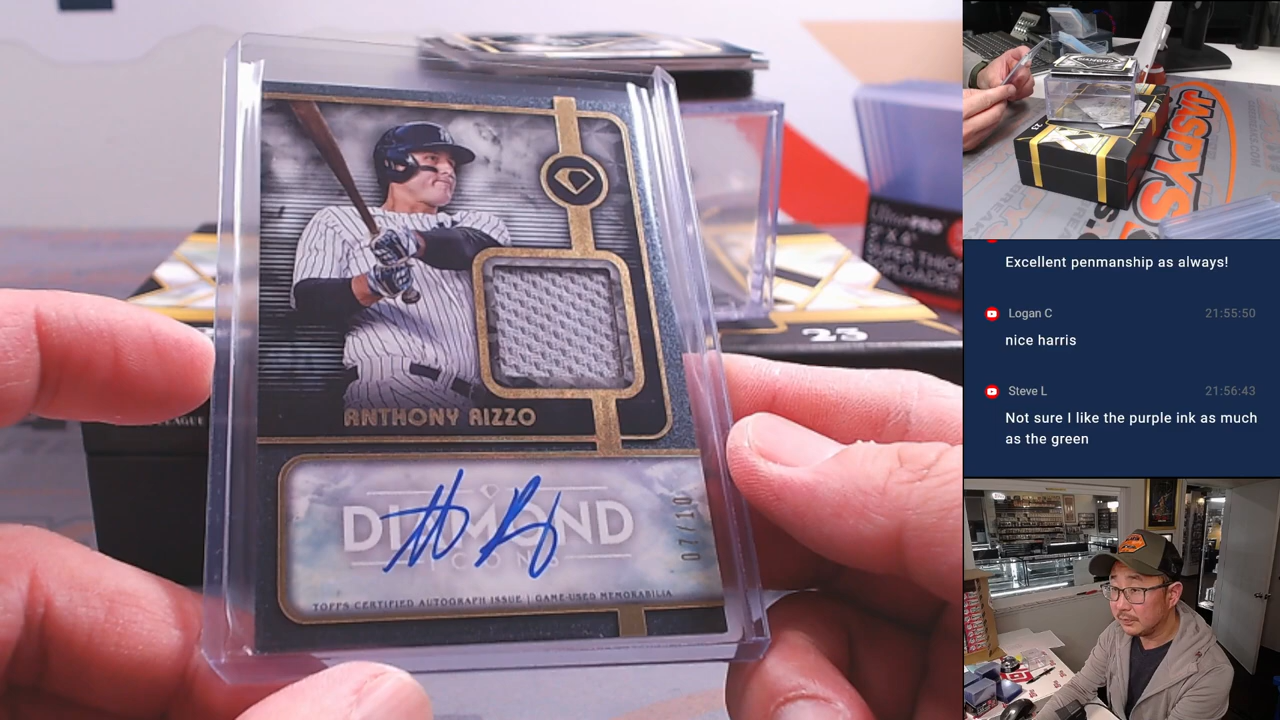 ANTHONY RIZZO
DIAMOND
ICONS
07/10
TOPPS CERTIFIED AUTOGRAPH ISSUE | GAME-USED MEMORABILIA
23
ULTRA•PRO
3" X 4"
SUPER THICK
TOPLOADER
JASPYS
Excellent penmanship as always!
Logan C 21:55:50
nice harris
Steve L 21:56:43
Not sure I like the purple ink as much
as the green